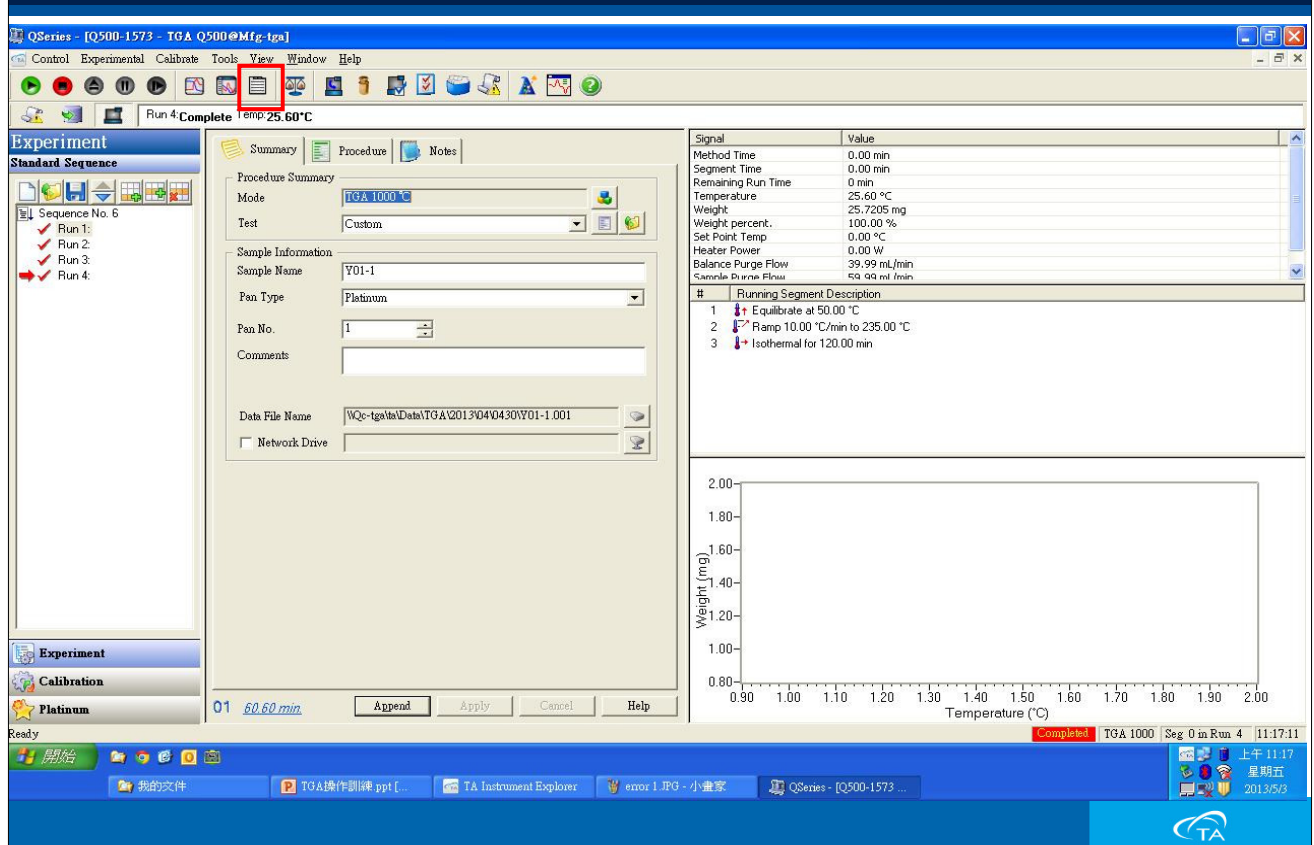 QSeries - [Q500-1573 - TGA Q500@Mfg-tga]
Control Experimental Calibrate Tools View Window Help
Run 4:Complete Temp:25.60°C
Experiment
Standard Sequence
Sequence No. 6
Run 1:
Run 2:
Run 3:
Run 4:
Experiment
Calibration
Platinum
Summary Procedure Notes
Procedure Summary
Mode TGA 1000 °C
Test Custom
Sample Information
Sample Name Y01-1
Pan Type Platinum
Pan No. 1
Comments
Data File Name \\Qc-tga\ta\Data\TGA\2013\04\0430\Y01-1.001
Network Drive
01 60.60 min. Append Apply Cancel Help
Signal Value
Method Time 0.00 min
Segment Time 0.00 min
Remaining Run Time 0 min
Temperature 25.60 °C
Weight 25.7205 mg
Weight percent. 100.00 %
Set Point Temp 0.00 °C
Heater Power 0.00 W
Balance Purge Flow 39.99 mL/min
Sample Purge Flow 59.99 mL/min
# Running Segment Description
1 Equilibrate at 50.00 °C
2 Ramp 10.00 °C/min to 235.00 °C
3 Isothermal for 120.00 min
2.00
1.80
1.60
1.40
1.20
1.00
0.80
Weight (mg)
0.90 1.00 1.10 1.20 1.30 1.40 1.50 1.60 1.70 1.80 1.90 2.00
Temperature (°C)
Ready Completed TGA 1000 Seg 0 in Run 4 11:17:11
開始 上午 11:17
星期五
2013/5/3
我的文件 TGA操作訓練.ppt [... TA Instrument Explorer error 1.JPG - 小畫家 QSeries - [Q500-1573 ...
TA